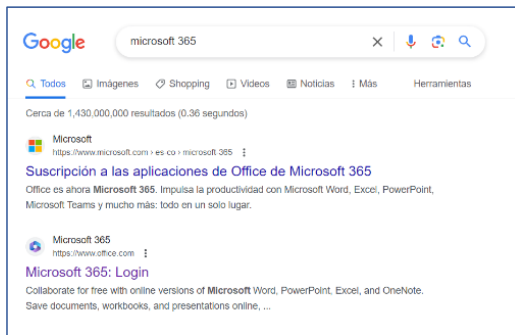 Google
microsoft 365
Todos Imágenes Shopping Videos Noticias Más Herramientas
Cerca de 1,430,000,000 resultados (0.36 segundos)
Microsoft
https://www.microsoft.com › es-co › microsoft-365
Suscripción a las aplicaciones de Office de Microsoft 365
Office es ahora Microsoft 365. Impulsa la productividad con Microsoft Word, Excel, PowerPoint,
Microsoft Teams y mucho más: todo en un solo lugar.
Microsoft 365
https://www.office.com
Microsoft 365: Login
Collaborate for free with online versions of Microsoft Word, PowerPoint, Excel, and OneNote.
Save documents, workbooks, and presentations online, ...